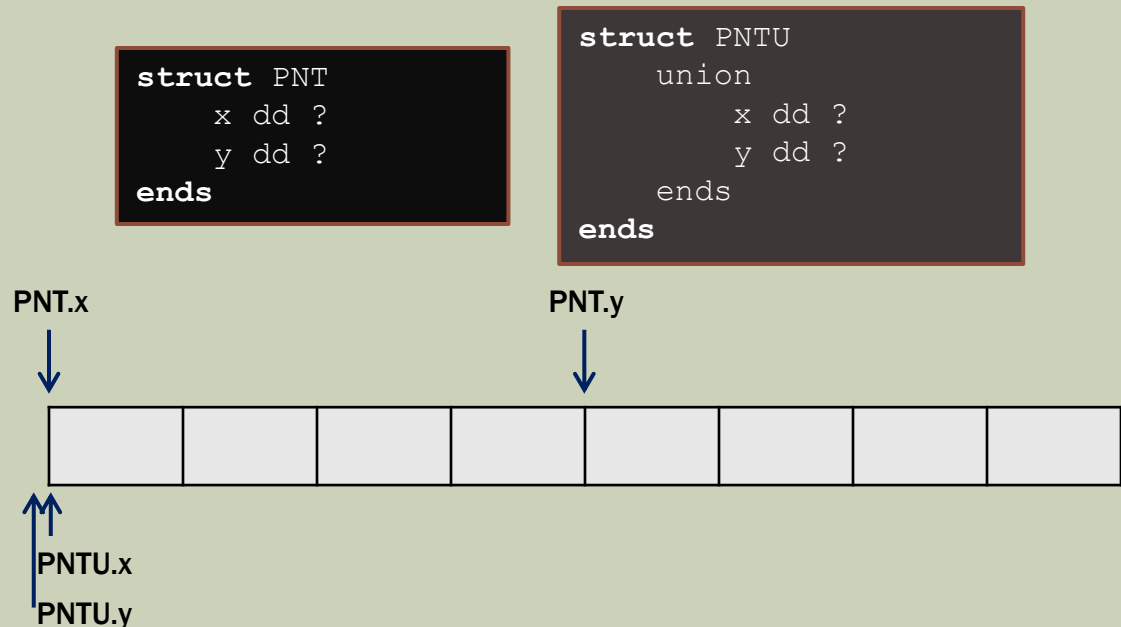 struct PNT
x dd ?
y dd ?
ends
struct PNTU
union
x dd ?
y dd ?
ends
ends
PNT.x
PNT.y
PNTU.x
PNTU.y